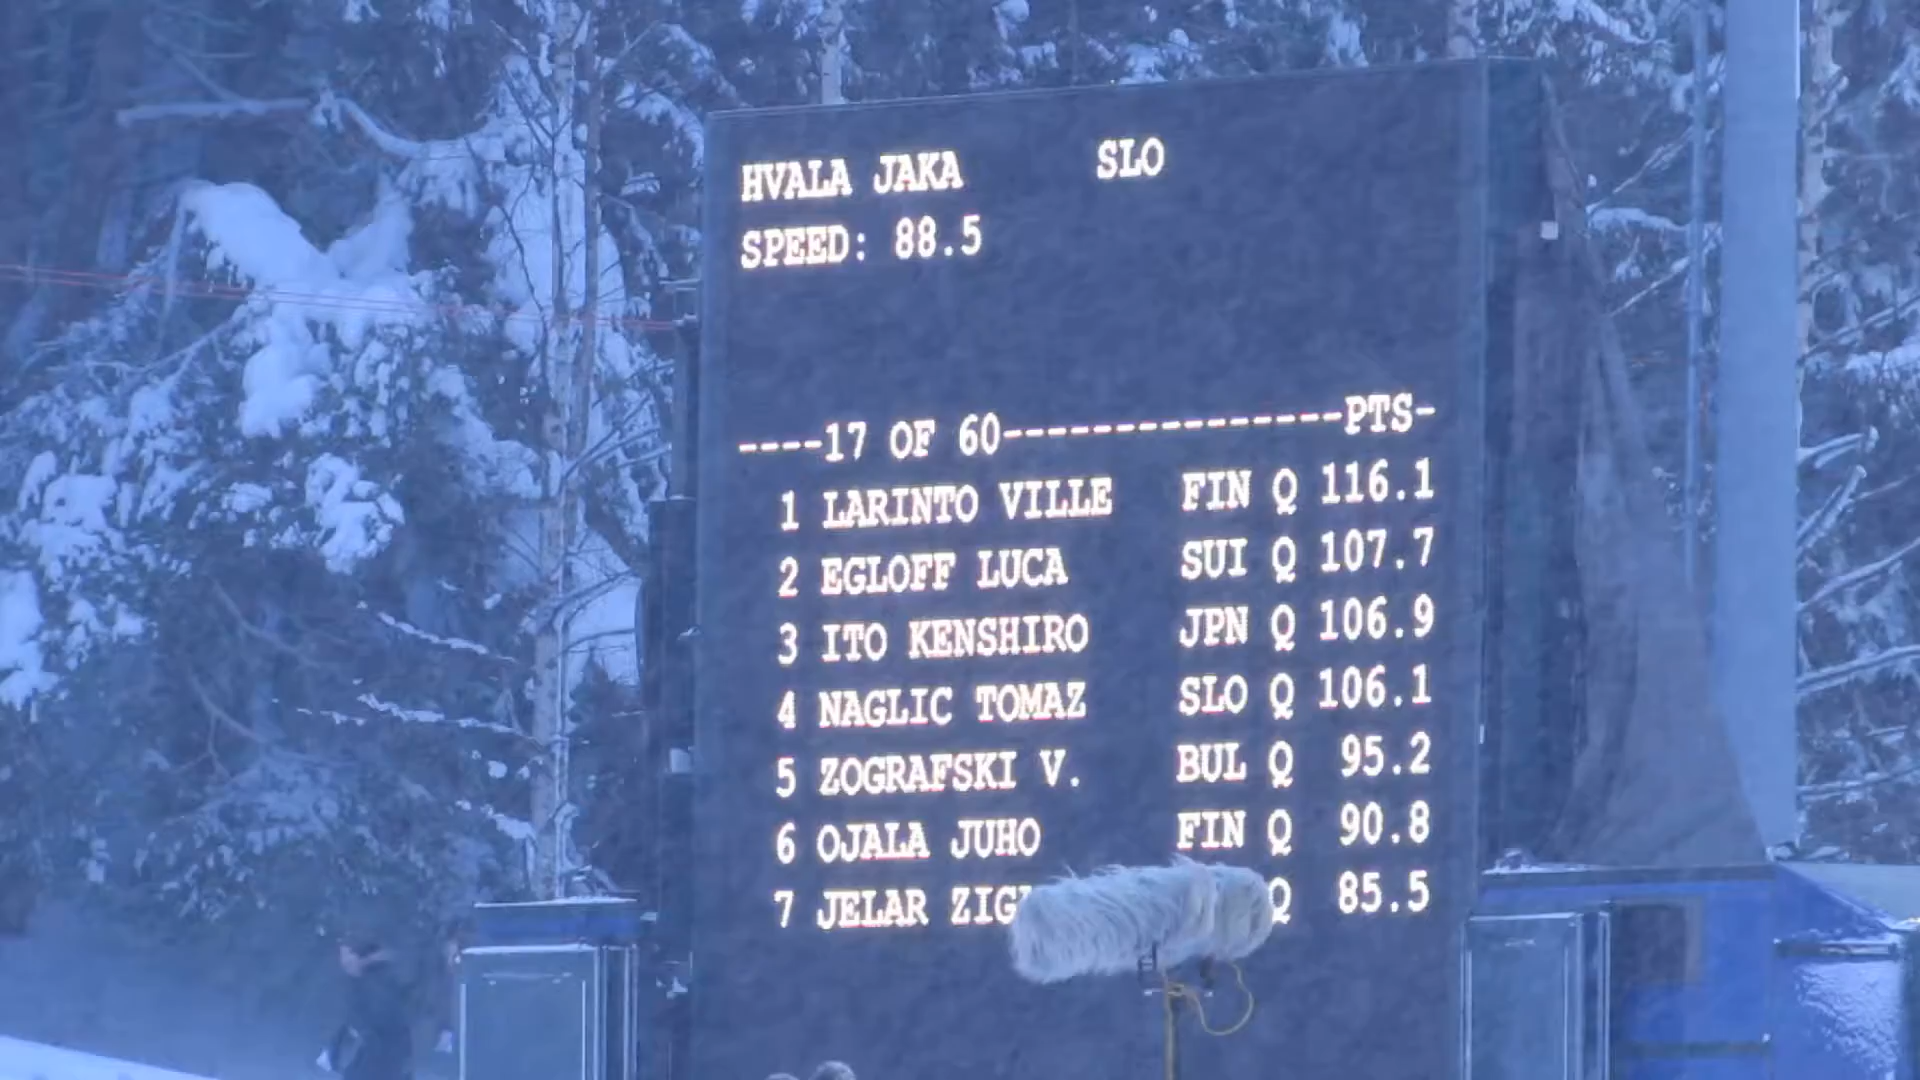 HVALA JAKA SLO
SPEED: 88.5
----17 OF 60---------------PTS-
1 LARINTO VILLE FIN Q 116.1
2 EGLOFF LUCA SUI Q 107.7
3 ITO KENSHIRO JPN Q 106.9
4 NAGLIC TOMAZ SLO Q 106.1
5 ZOGRAFSKI V. BUL Q 95.2
6 OJALA JUHO FIN Q 90.8
7 JELAR Q 85.5